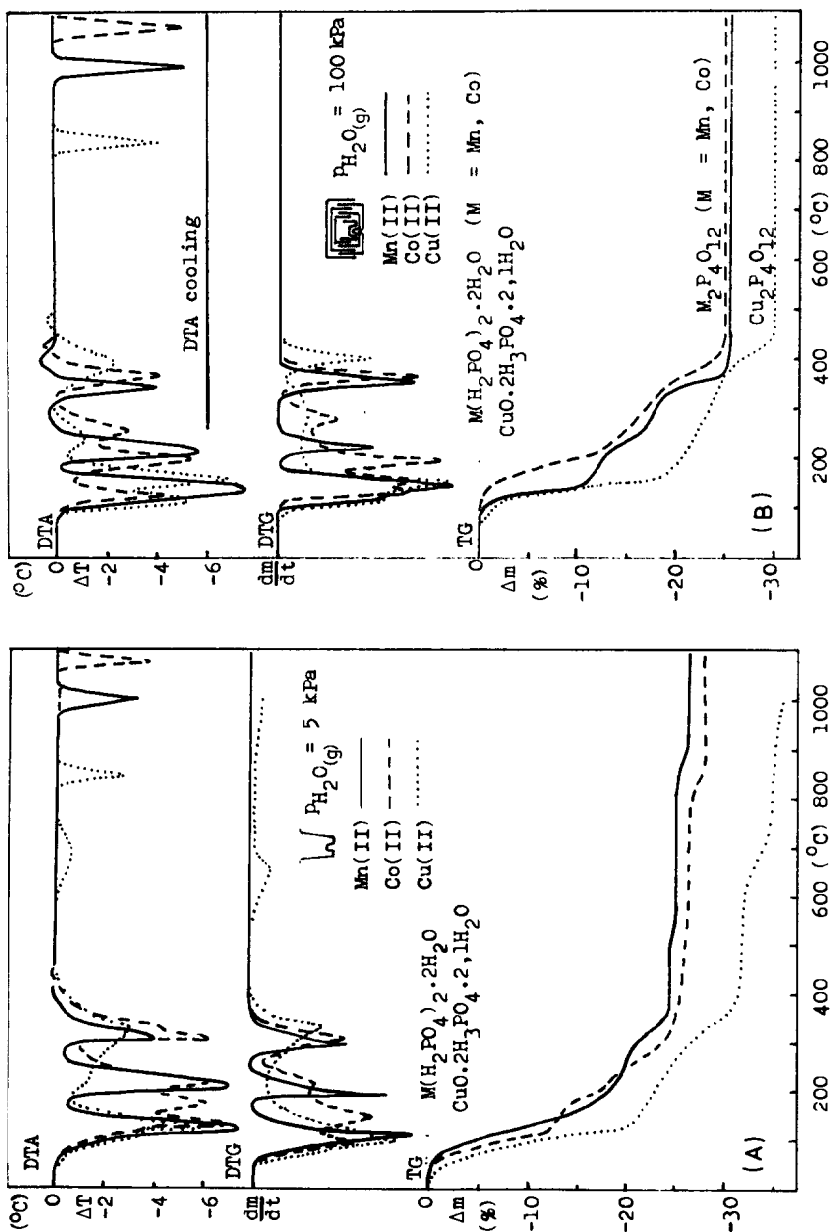 (°C)
0
ΔT
-2
-4
-6
DTA
DTG
dm
dt
pH2O(g) = 5 kPa
Mn(II)
Co(II)
Cu(II)
M(H2PO4)2·2H2O
CuO.2H3PO4.2,1H2O
TG
0
Δm
-10
(%)
-20
-30
(A)
200
400
600
(°C)
800
1000
(°C)
0
ΔT
-2
-4
-6
DTA
DTA cooling
DTG
dm
dt
pH2O(g) = 100 kPa
Mn(II)
Co(II)
Cu(II)
M(H2PO4)2·2H2O (M = Mn, Co)
CuO.2H3PO4.2,1H2O
TG
0
Δm
-10
(%)
-20
-30
M2P4O12 (M = Mn, Co)
Cu2P4O12
(B)
200
400
600
(°C)
800
1000